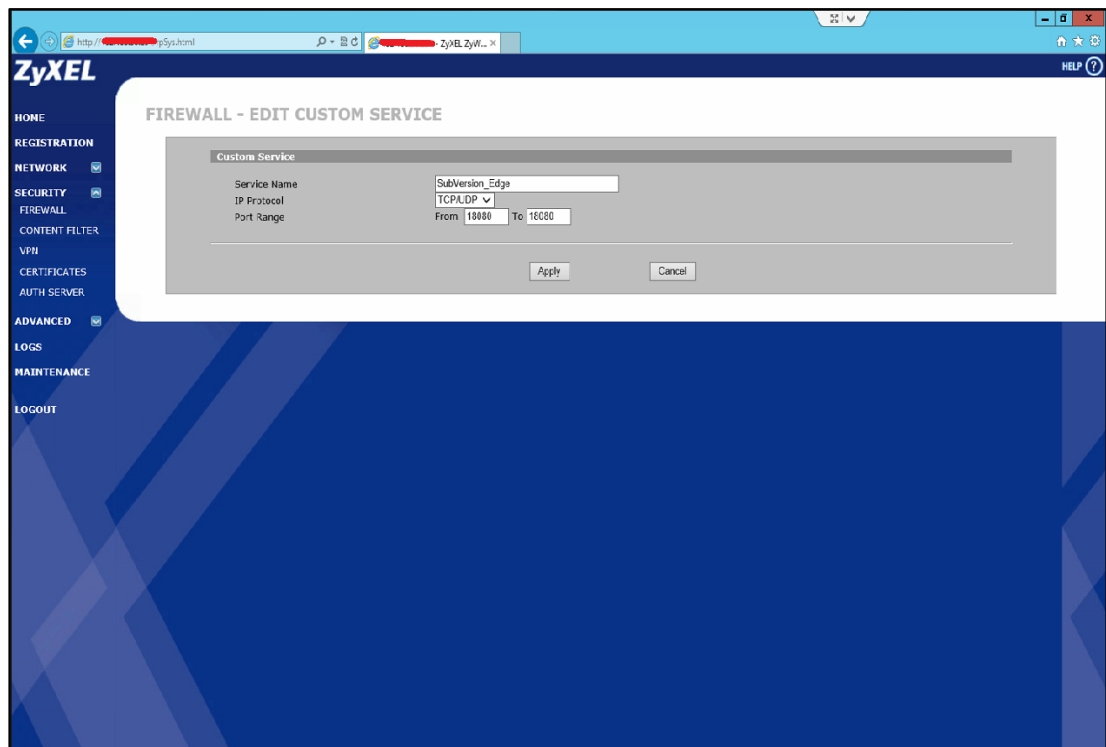 http://
pSys.html
- ZyXEL ZyW...
ZyXEL
HELP
HOME
REGISTRATION
NETWORK
SECURITY
FIREWALL
CONTENT FILTER
VPN
CERTIFICATES
AUTH SERVER
ADVANCED
LOGS
MAINTENANCE
LOGOUT
FIREWALL - EDIT CUSTOM SERVICE
Custom Service
Service Name SubVersion_Edge
IP Protocol TCP/UDP
Port Range From 18080 To 18080
Apply Cancel